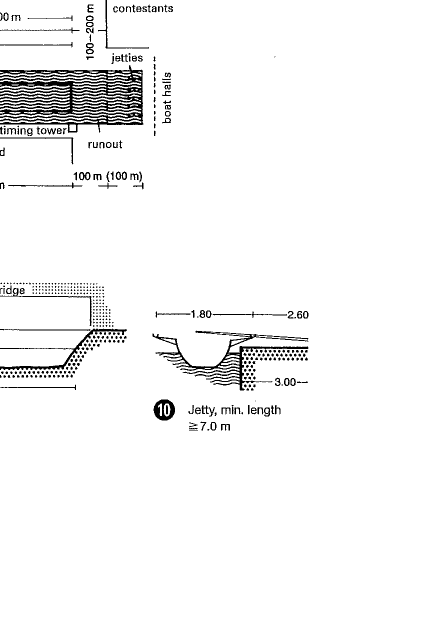 00 m
contestants
100–200 m
jetties
boat halls
timing tower
runout
d
100 m (100 m)
m
ridge
1.80
2.60
3.00
10 Jetty, min. length
≧7.0 m